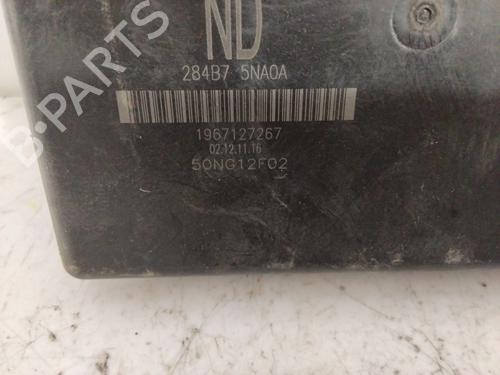 ND
284B7 5NA0A
1967127267
02.12.11.16
50NG12F02
B-PARTS